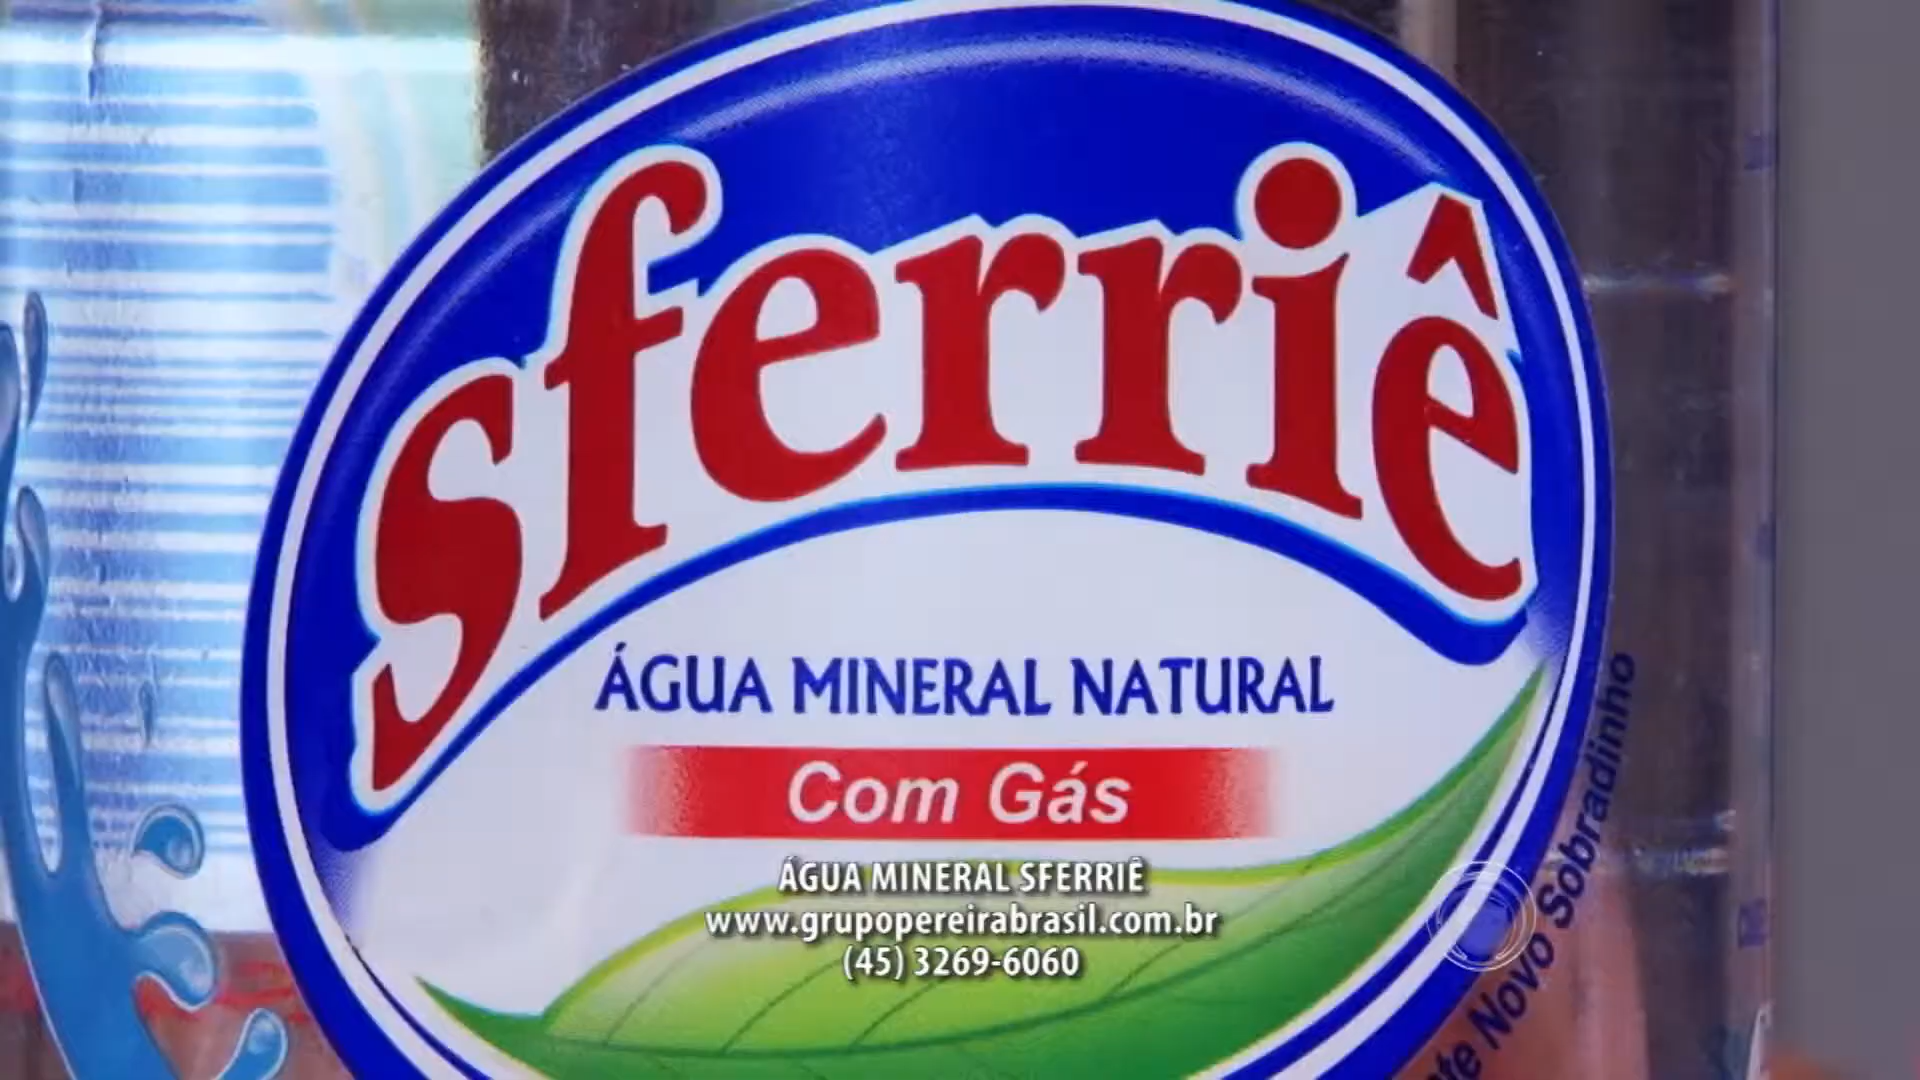 sferriê
ÁGUA MINERAL NATURAL
Com Gás
ÁGUA MINERAL SFERRIÊ
www.grupopereirabrasil.com.br
(45) 3269-6060
Novo Sobradinho